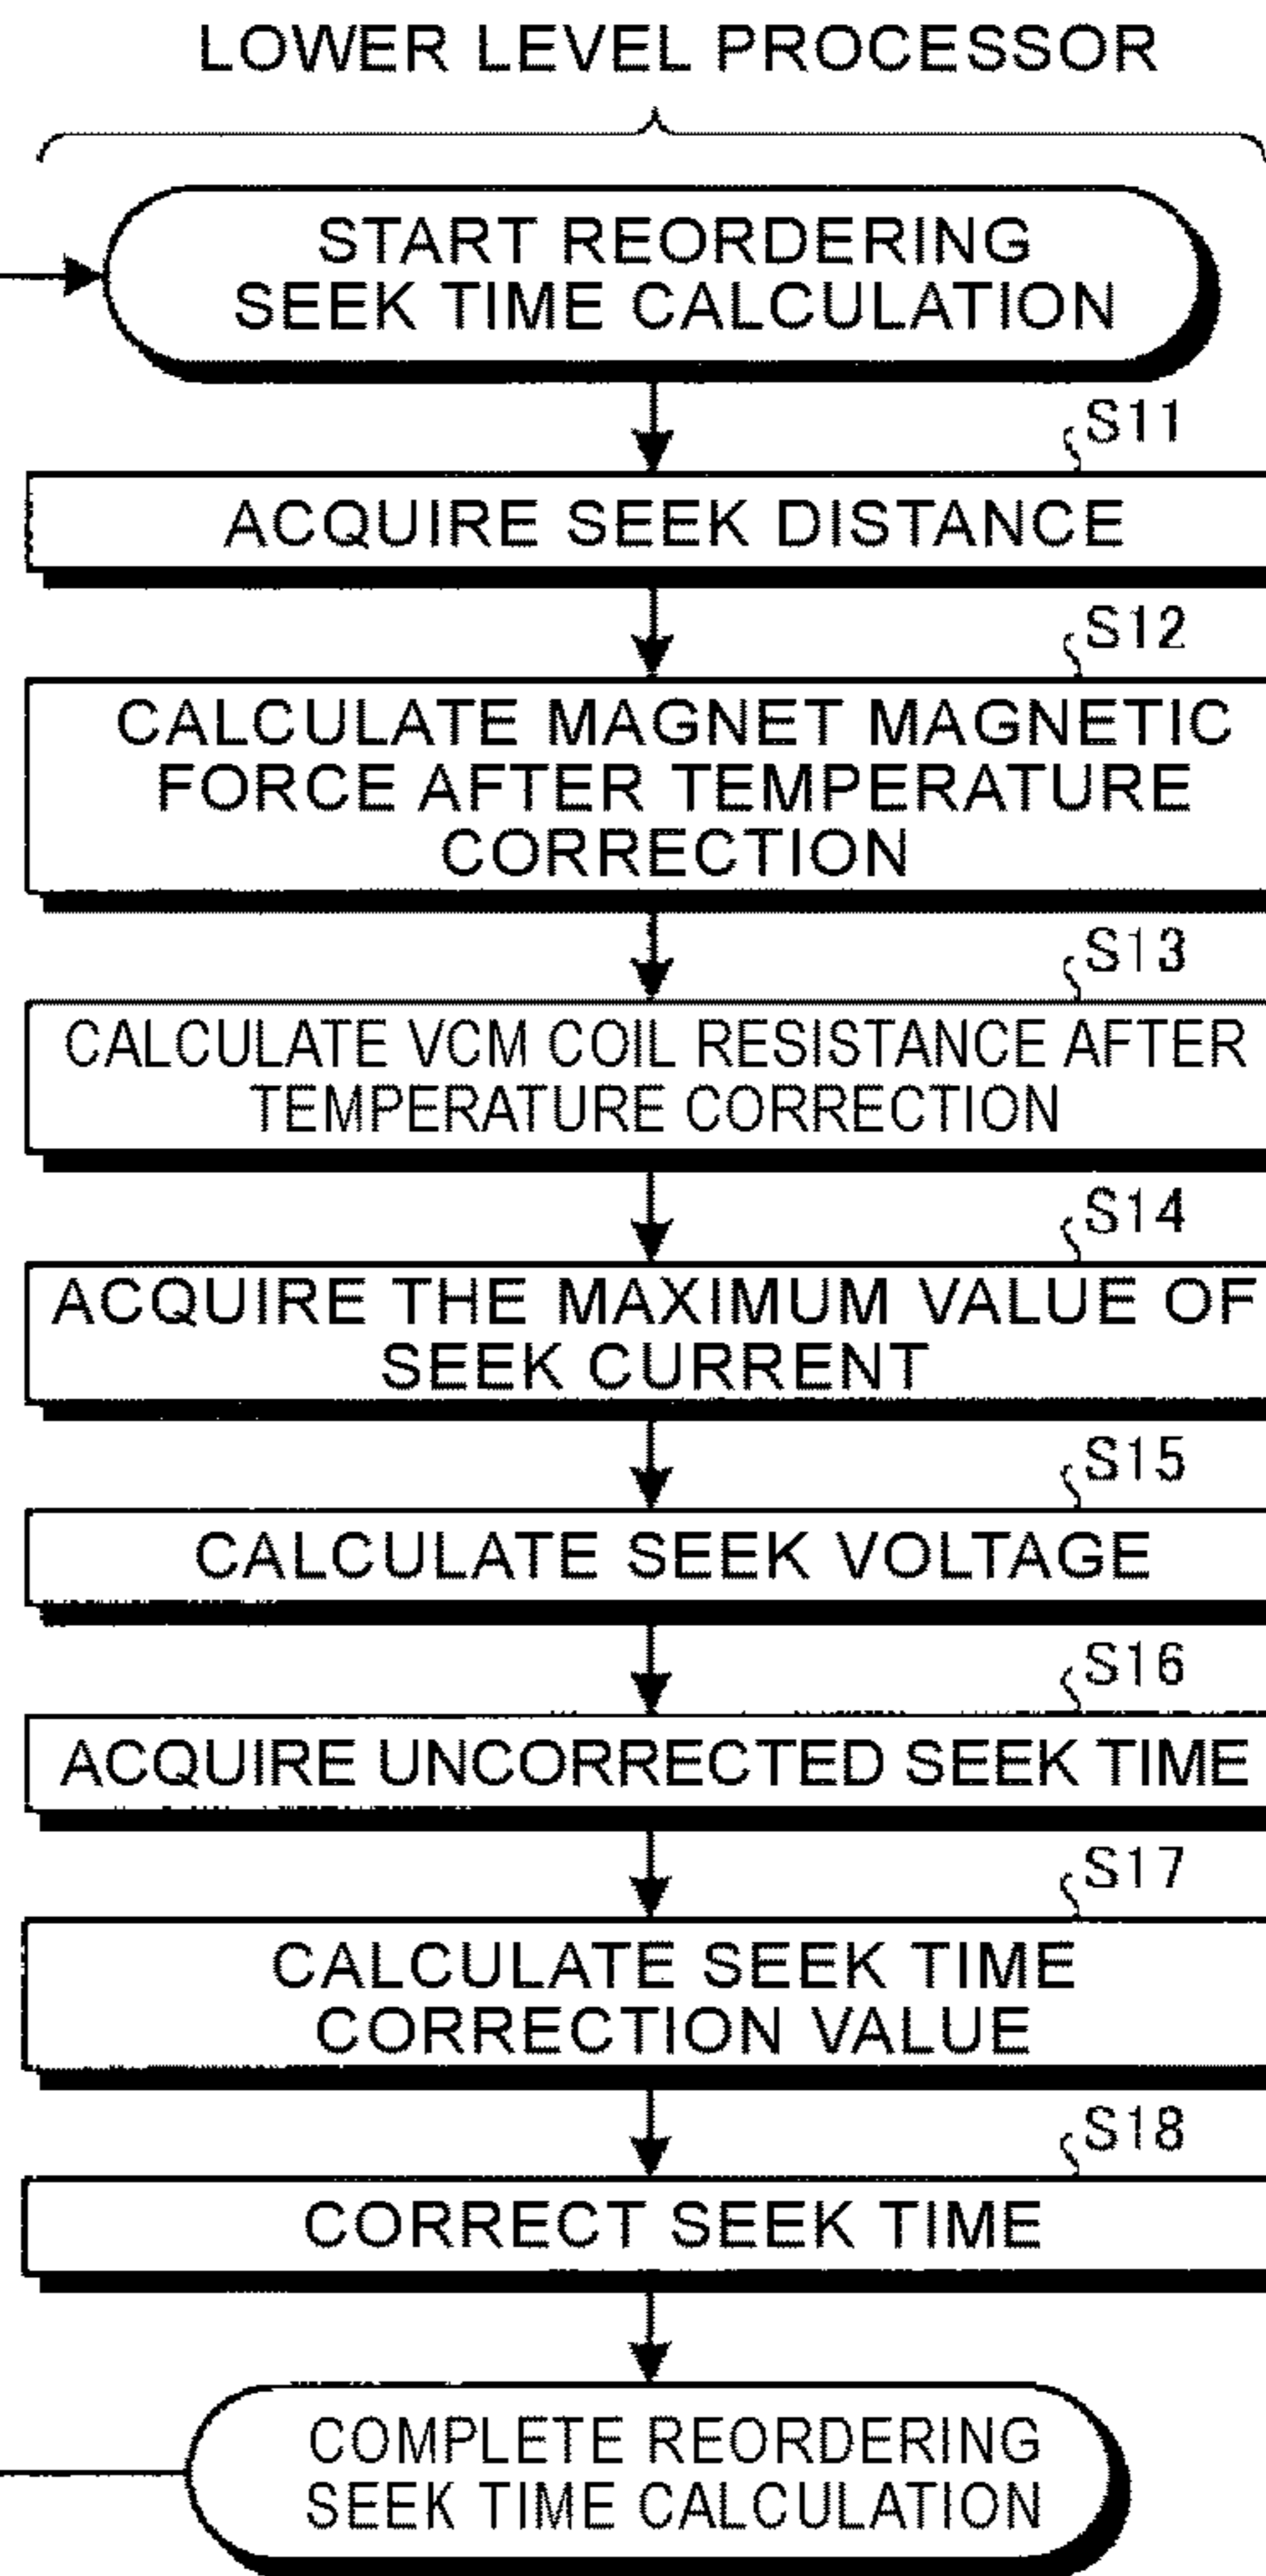 LOWER LEVEL PROCESSOR
START REORDERING
SEEK TIME CALCULATION
S11
ACQUIRE SEEK DISTANCE
S12
CALCULATE MAGNET MAGNETIC
FORCE AFTER TEMPERATURE
CORRECTION
S13
CALCULATE VCM COIL RESISTANCE AFTER
TEMPERATURE CORRECTION
S14
ACQUIRE THE MAXIMUM VALUE OF
SEEK CURRENT
S15
CALCULATE SEEK VOLTAGE
S16
ACQUIRE UNCORRECTED SEEK TIME
S17
CALCULATE SEEK TIME
CORRECTION VALUE
S18
CORRECT SEEK TIME
COMPLETE REORDERING
SEEK TIME CALCULATION